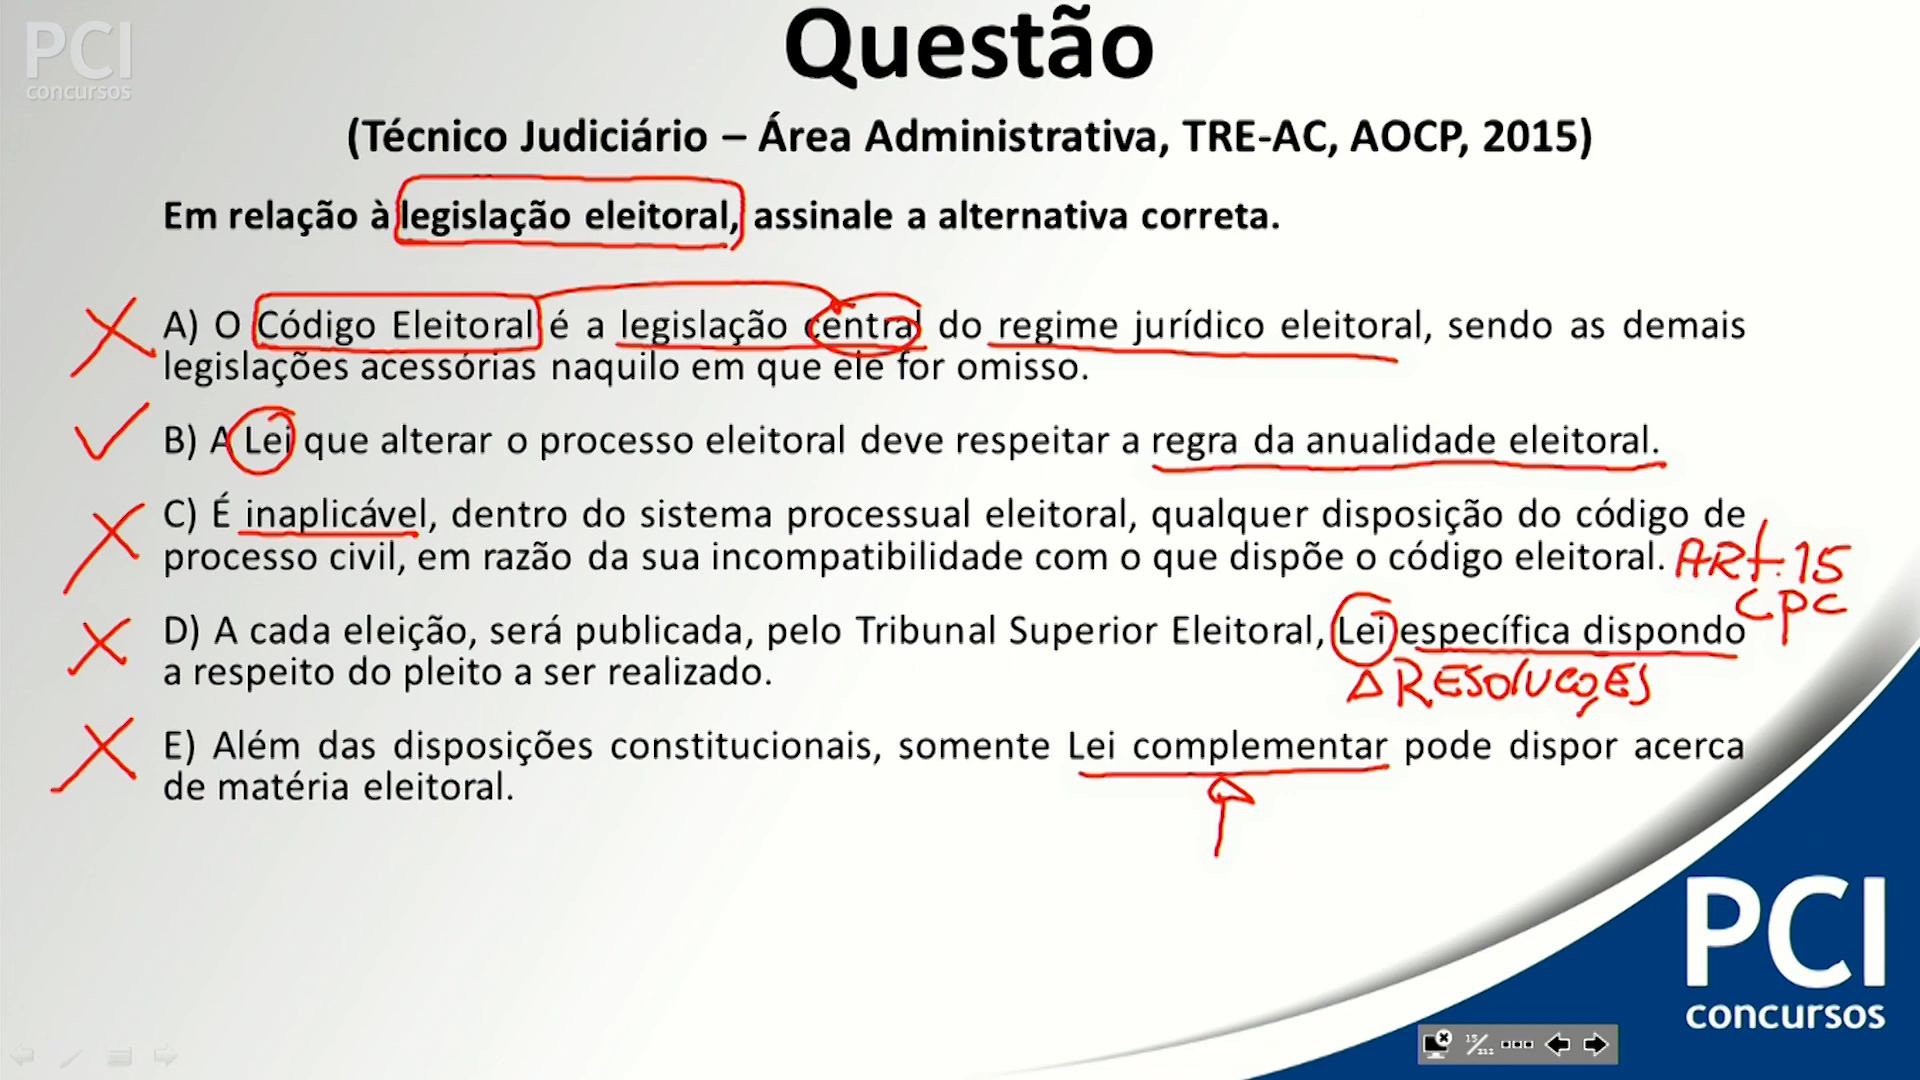 PCI
concursos
Questão
(Técnico Judiciário – Área Administrativa, TRE-AC, AOCP, 2015)
Em relação à legislação eleitoral, assinale a alternativa correta.
A) O Código Eleitoral é a legislação central do regime jurídico eleitoral, sendo as demais
legislações acessórias naquilo em que ele for omisso.
B) A Lei que alterar o processo eleitoral deve respeitar a regra da anualidade eleitoral.
C) É inaplicável, dentro do sistema processual eleitoral, qualquer disposição do código de
processo civil, em razão da sua incompatibilidade com o que dispõe o código eleitoral.
ART. 15
CPC
D) A cada eleição, será publicada, pelo Tribunal Superior Eleitoral, Lei específica dispondo
a respeito do pleito a ser realizado.
RESOLUÇÕES
E) Além das disposições constitucionais, somente Lei complementar pode dispor acerca
de matéria eleitoral.
PCI
concursos